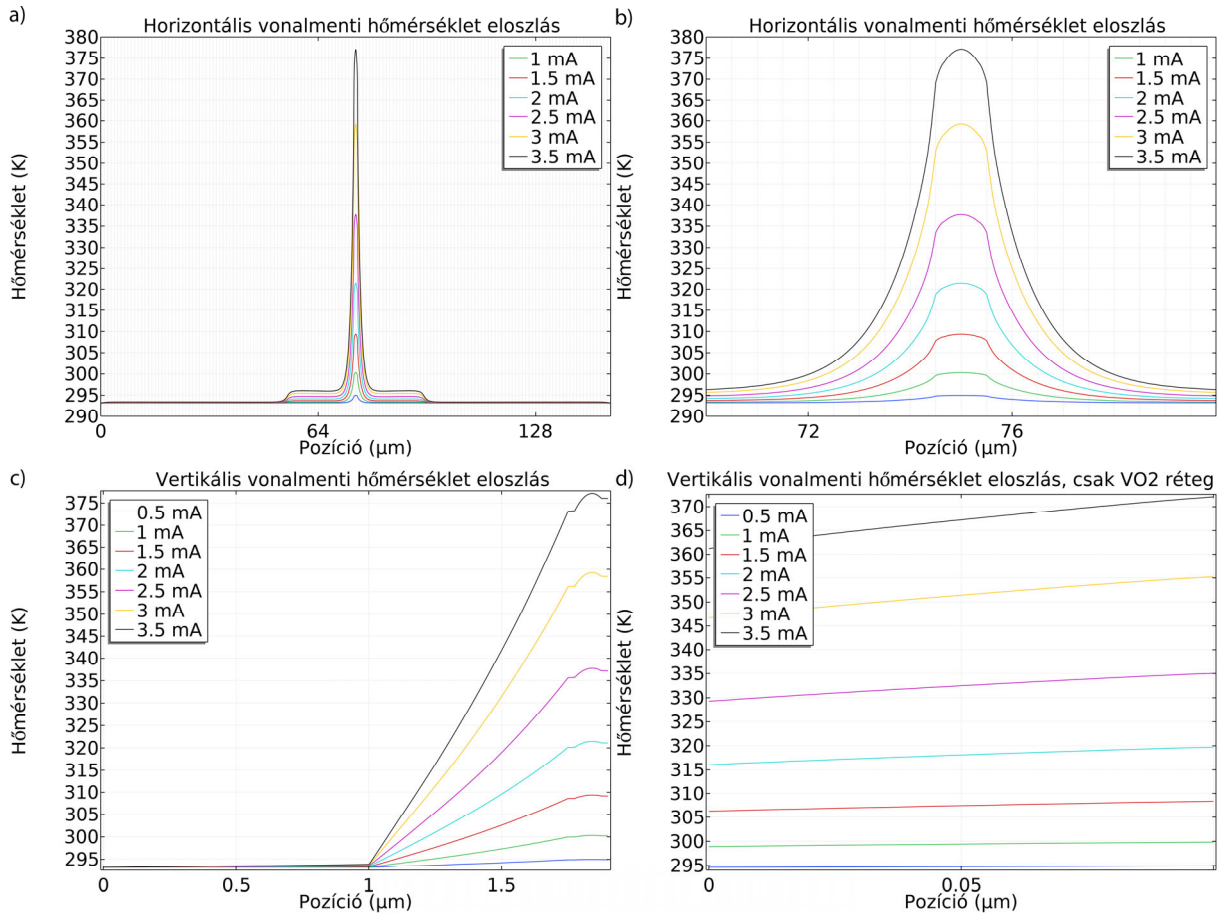 a)
Horizontális vonalmenti hőmérséklet eloszlás
380
375
370
365
360
355
350
345
340
335
330
325
320
315
310
305
300
295
290
Hőmérséklet (K)
1 mA
1.5 mA
2 mA
2.5 mA
3 mA
3.5 mA
0
64
128
Pozíció (µm)
b)
Horizontális vonalmenti hőmérséklet eloszlás
380
375
370
365
360
355
350
345
340
335
330
325
320
315
310
305
300
295
290
Hőmérséklet (K)
1 mA
1.5 mA
2 mA
2.5 mA
3 mA
3.5 mA
72
76
Pozíció (µm)
c)
Vertikális vonalmenti hőmérséklet eloszlás
375
370
365
360
355
350
345
340
335
330
325
320
315
310
305
300
295
Hőmérséklet (K)
0.5 mA
1 mA
1.5 mA
2 mA
2.5 mA
3 mA
3.5 mA
0
0.5
1
1.5
Pozíció (µm)
d)
Vertikális vonalmenti hőmérséklet eloszlás, csak VO2 réteg
370
365
360
355
350
345
340
335
330
325
320
315
310
305
300
295
Hőmérséklet (K)
0.5 mA
1 mA
1.5 mA
2 mA
2.5 mA
3 mA
3.5 mA
0
0.05
Pozíció (µm)